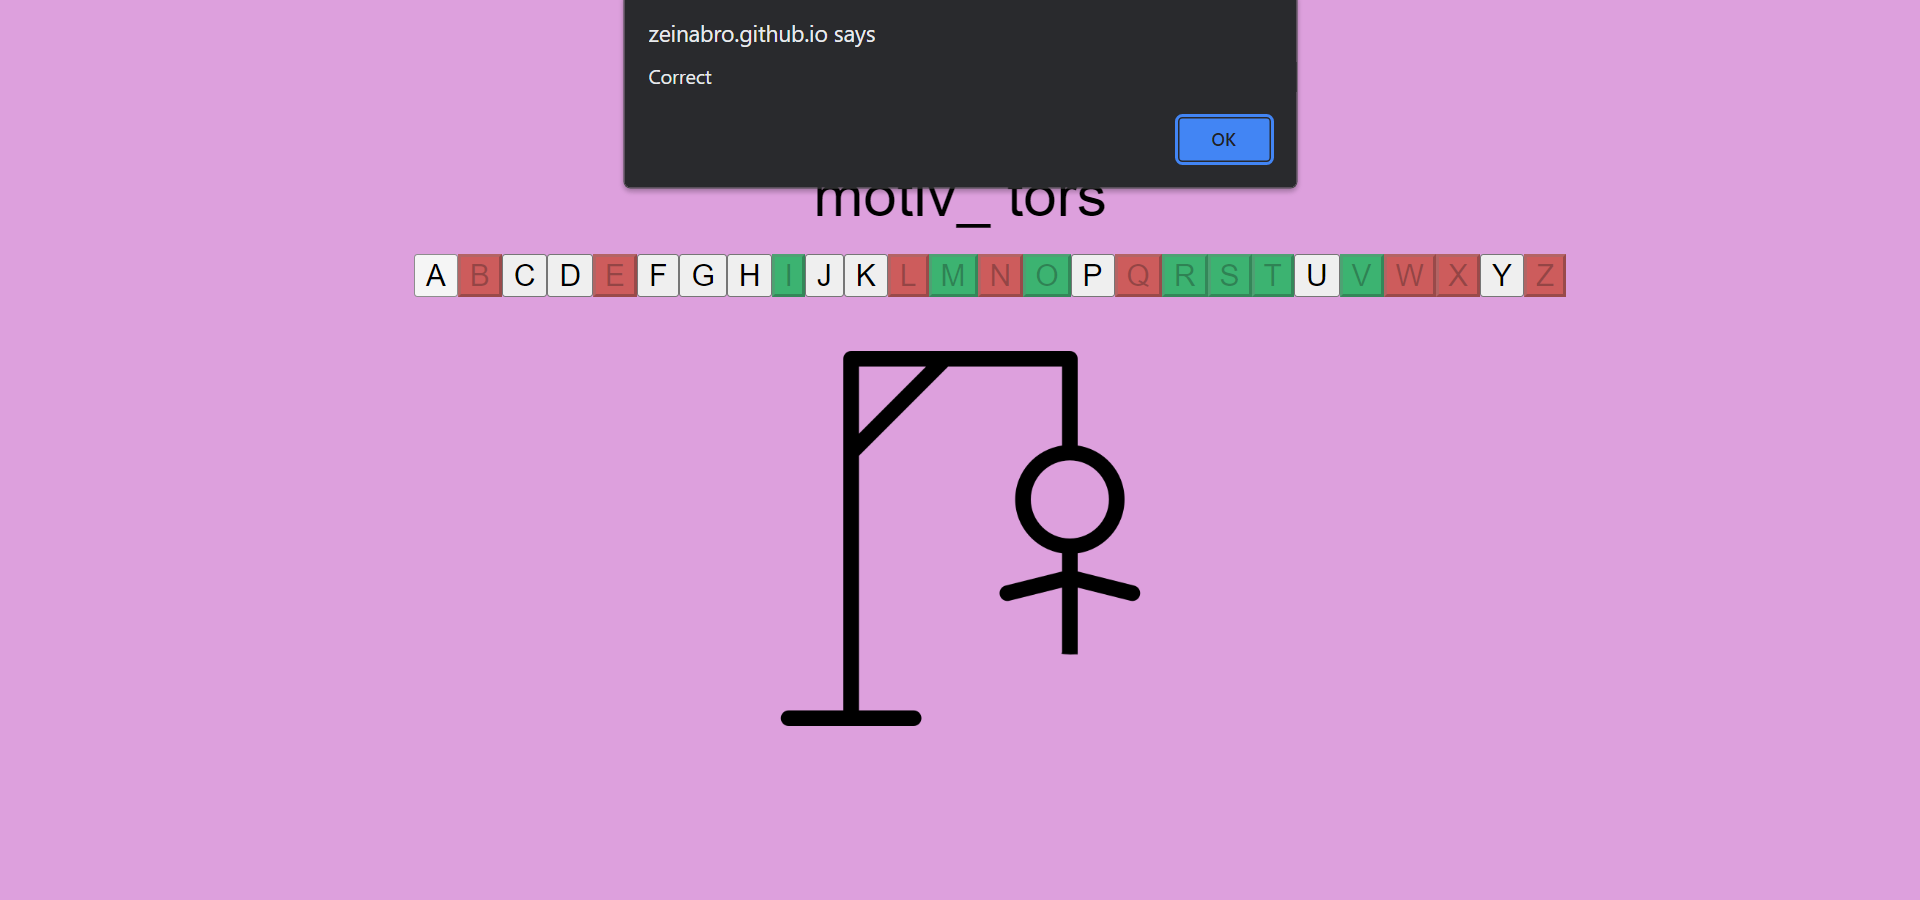 zeinabro.github.io says
Correct
OK
motiv_ tors
A B C D E F G H I J K L M N O P Q R S T U V W X Y Z